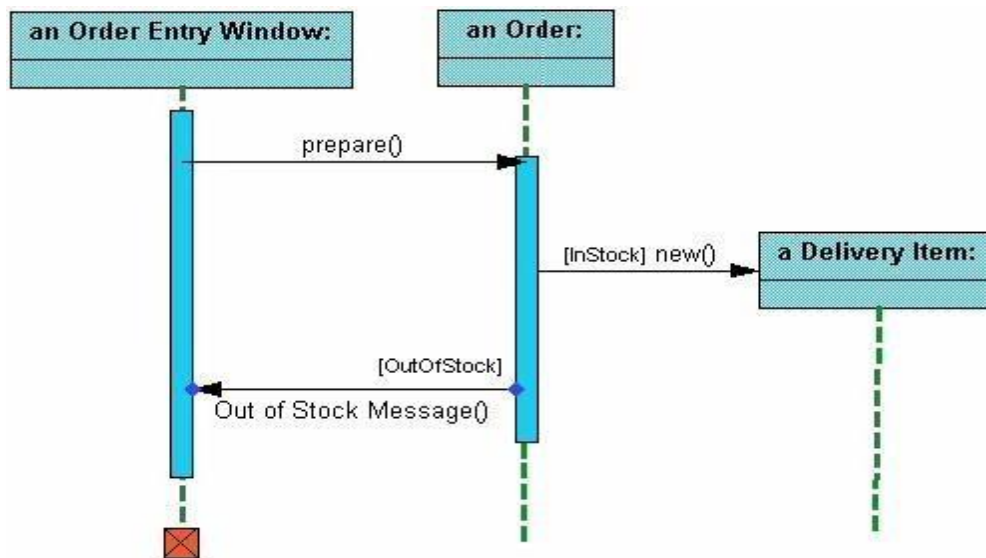 an Order Entry Window:
an Order:
prepare()
[InStock] new()
a Delivery Item:
[OutOfStock]
Out of Stock Message()